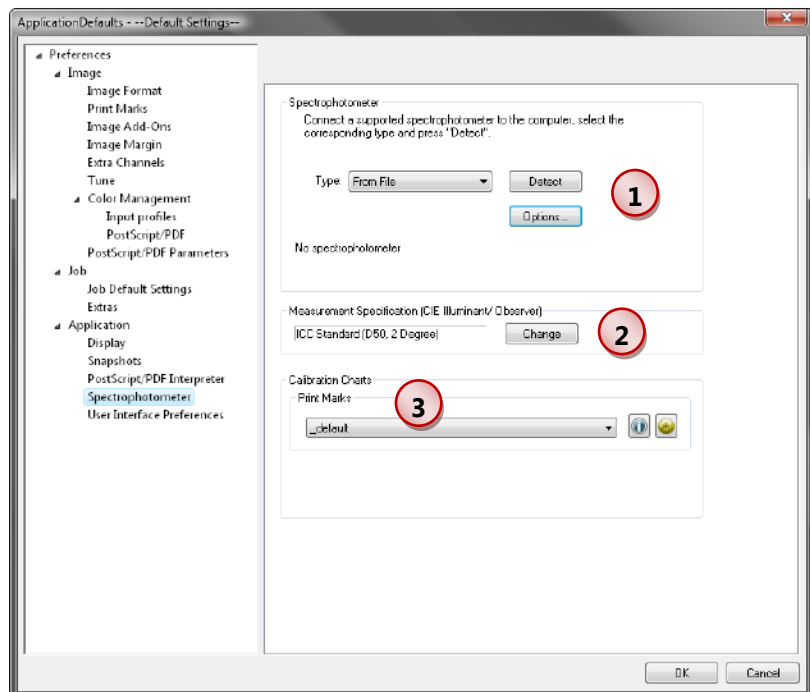 ApplicationDefaults - --Default Settings--
Preferences
Image
Image Format
Print Marks
Image Add-Ons
Image Margin
Extra Channels
Tune
Color Management
Input profiles
PostScript/PDF
PostScript/PDF Parameters
Job
Job Default Settings
Extras
Application
Display
Snapshots
PostScript/PDF Interpreter
Spectrophotometer
User Interface Preferences
Spectrophotometer
Connect a supported spectrophotometer to the computer, select the
corresponding type and press "Detect".
Type: From File Detect
1
Options...
No spectrophotometer
Measurement Specification (CIE Illuminant/ Observer)
ICC Standard (D50, 2 Degree) Change
2
Calibration Charts
Print Marks
3
_default
OK Cancel